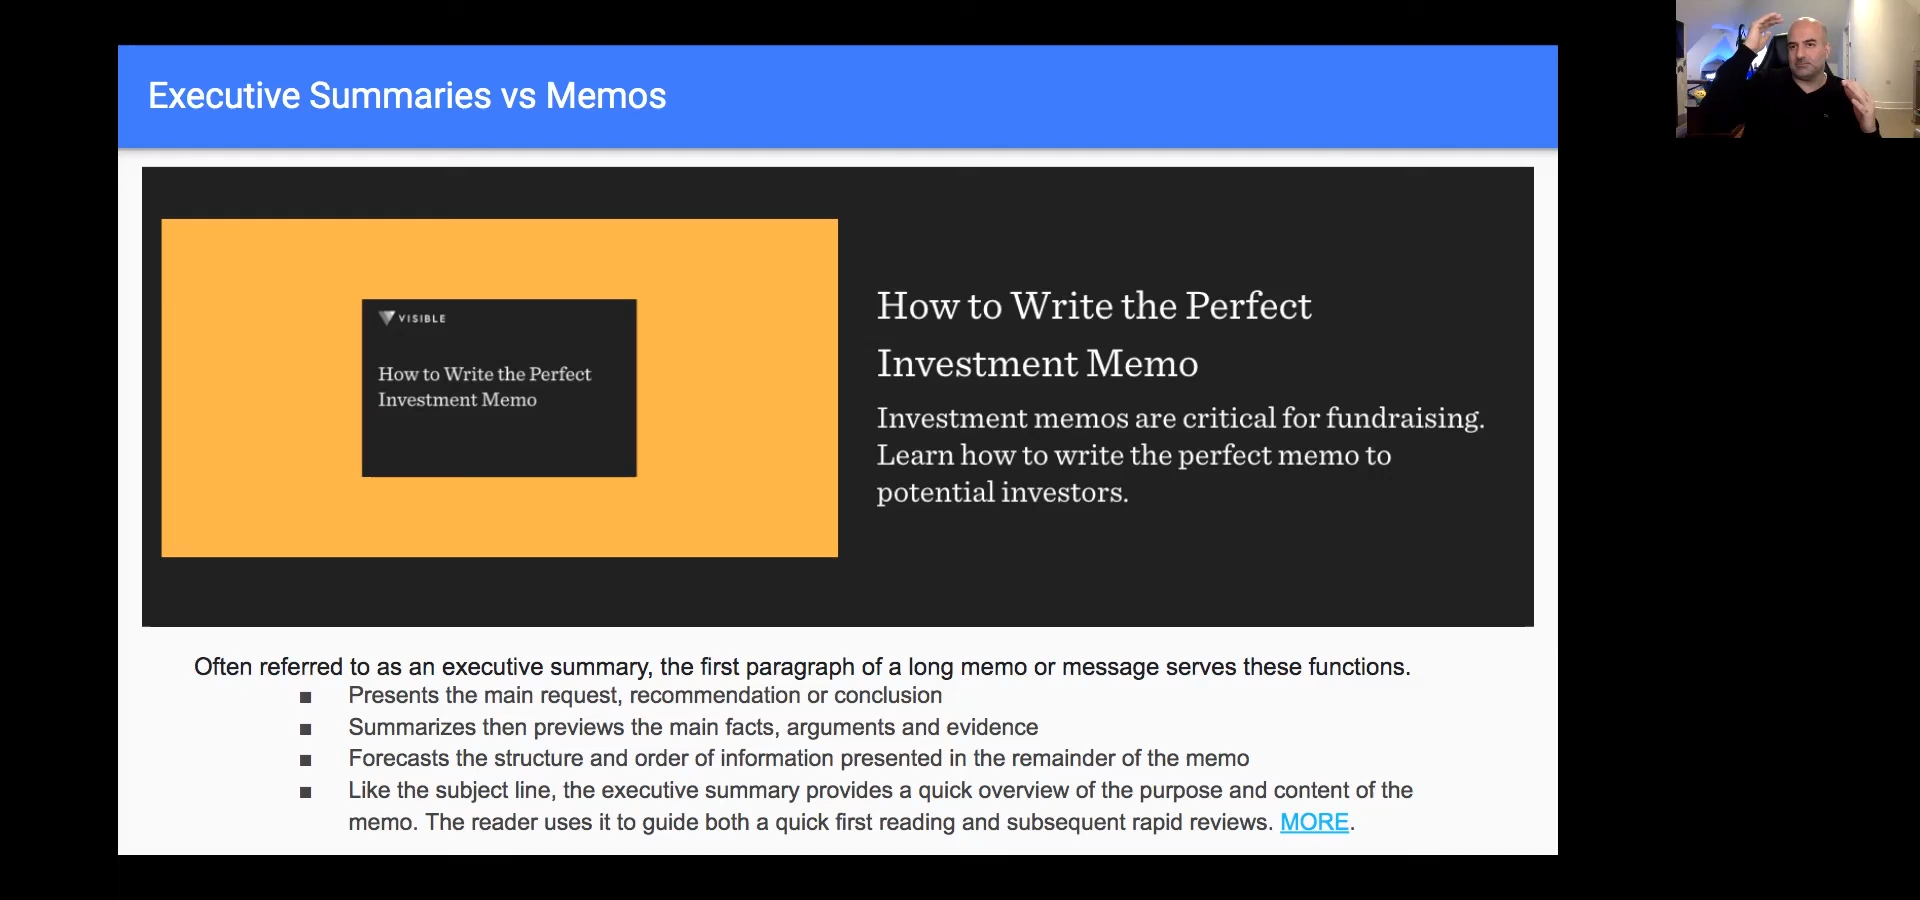 Executive Summaries vs Memos
VISIBLE
How to Write the Perfect
Investment Memo
How to Write the Perfect
Investment Memo
Investment memos are critical for fundraising.
Learn how to write the perfect memo to
potential investors.
Often referred to as an executive summary, the first paragraph of a long memo or message serves these functions.
■ Presents the main request, recommendation or conclusion
■ Summarizes then previews the main facts, arguments and evidence
■ Forecasts the structure and order of information presented in the remainder of the memo
■ Like the subject line, the executive summary provides a quick overview of the purpose and content of the
memo. The reader uses it to guide both a quick first reading and subsequent rapid reviews. MORE.